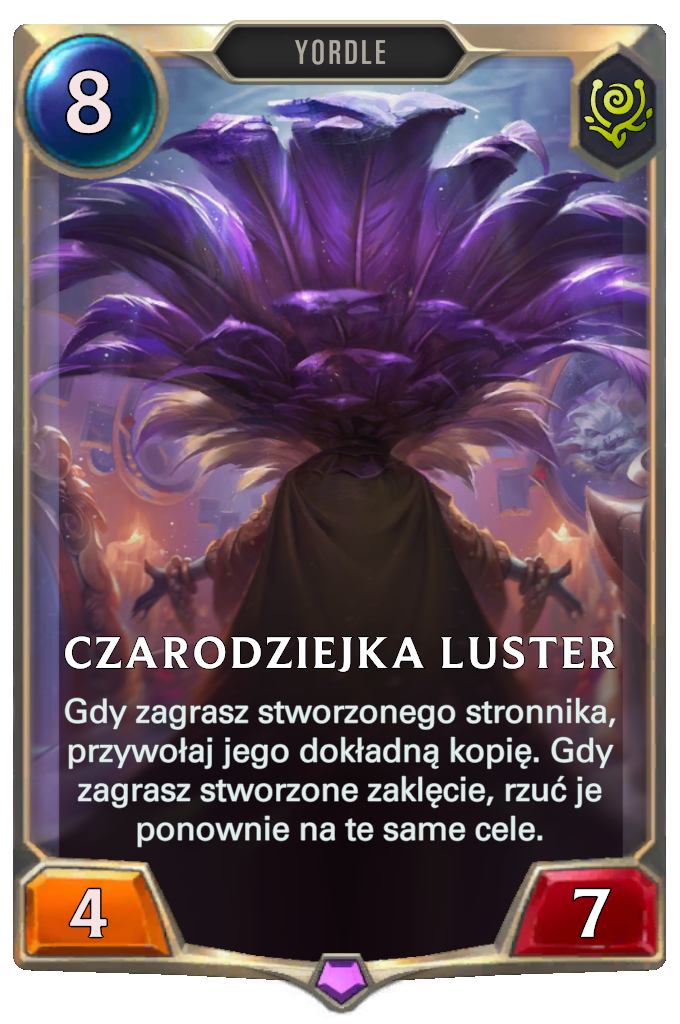 YORDLE
8
CZARODZIEJKA LUSTER
Gdy zagrasz stworzonego stronnika,
przywołaj jego dokładną kopię. Gdy
zagrasz stworzone zaklęcie, rzuć je
ponownie na te same cele.
4
7